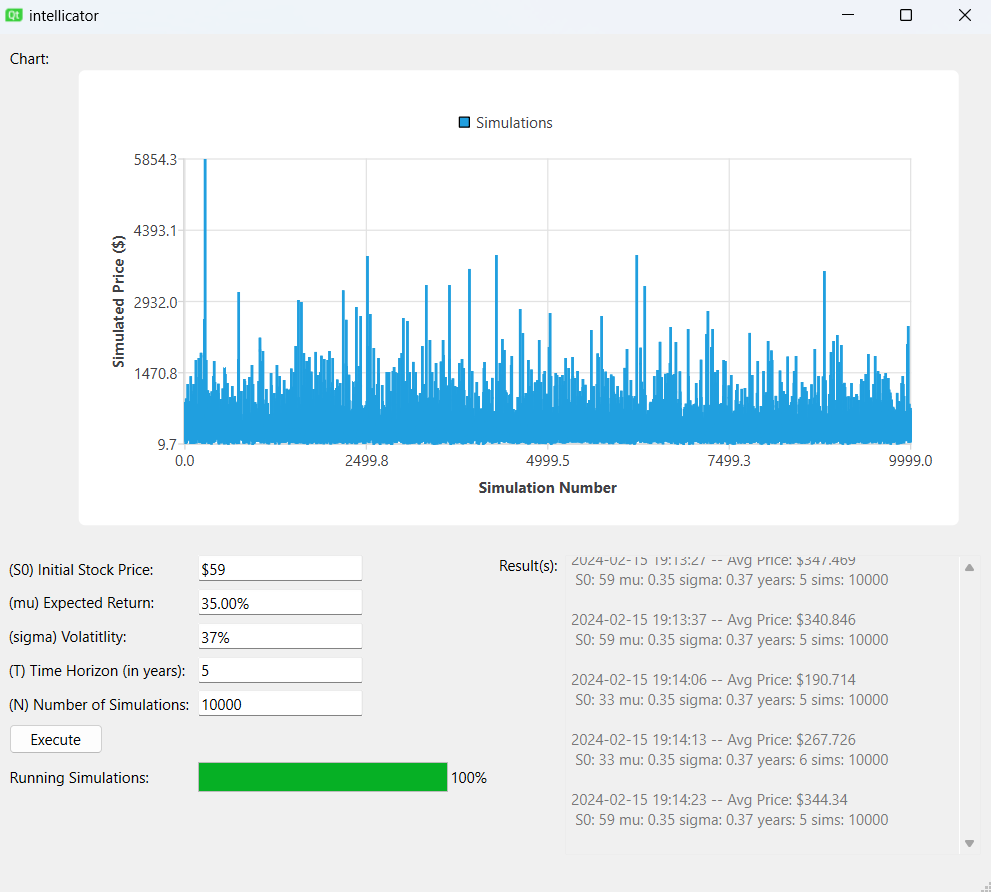 Qt intellicator
Chart:
Simulations
5854.3
4393.1
2932.0
1470.8
9.7
Simulated Price ($)
0.0 2499.8 4999.5 7499.3 9999.0
Simulation Number
(S0) Initial Stock Price: $59
(mu) Expected Return: 35.00%
(sigma) Volatitlity: 37%
(T) Time Horizon (in years): 5
(N) Number of Simulations: 10000
Execute
Running Simulations: 100%
Result(s):
2024-02-15 19:13:27 -- Avg Price: $347.469
S0: 59 mu: 0.35 sigma: 0.37 years: 5 sims: 10000
2024-02-15 19:13:37 -- Avg Price: $340.846
S0: 59 mu: 0.35 sigma: 0.37 years: 5 sims: 10000
2024-02-15 19:14:06 -- Avg Price: $190.714
S0: 33 mu: 0.35 sigma: 0.37 years: 5 sims: 10000
2024-02-15 19:14:13 -- Avg Price: $267.726
S0: 33 mu: 0.35 sigma: 0.37 years: 6 sims: 10000
2024-02-15 19:14:23 -- Avg Price: $344.34
S0: 59 mu: 0.35 sigma: 0.37 years: 5 sims: 10000